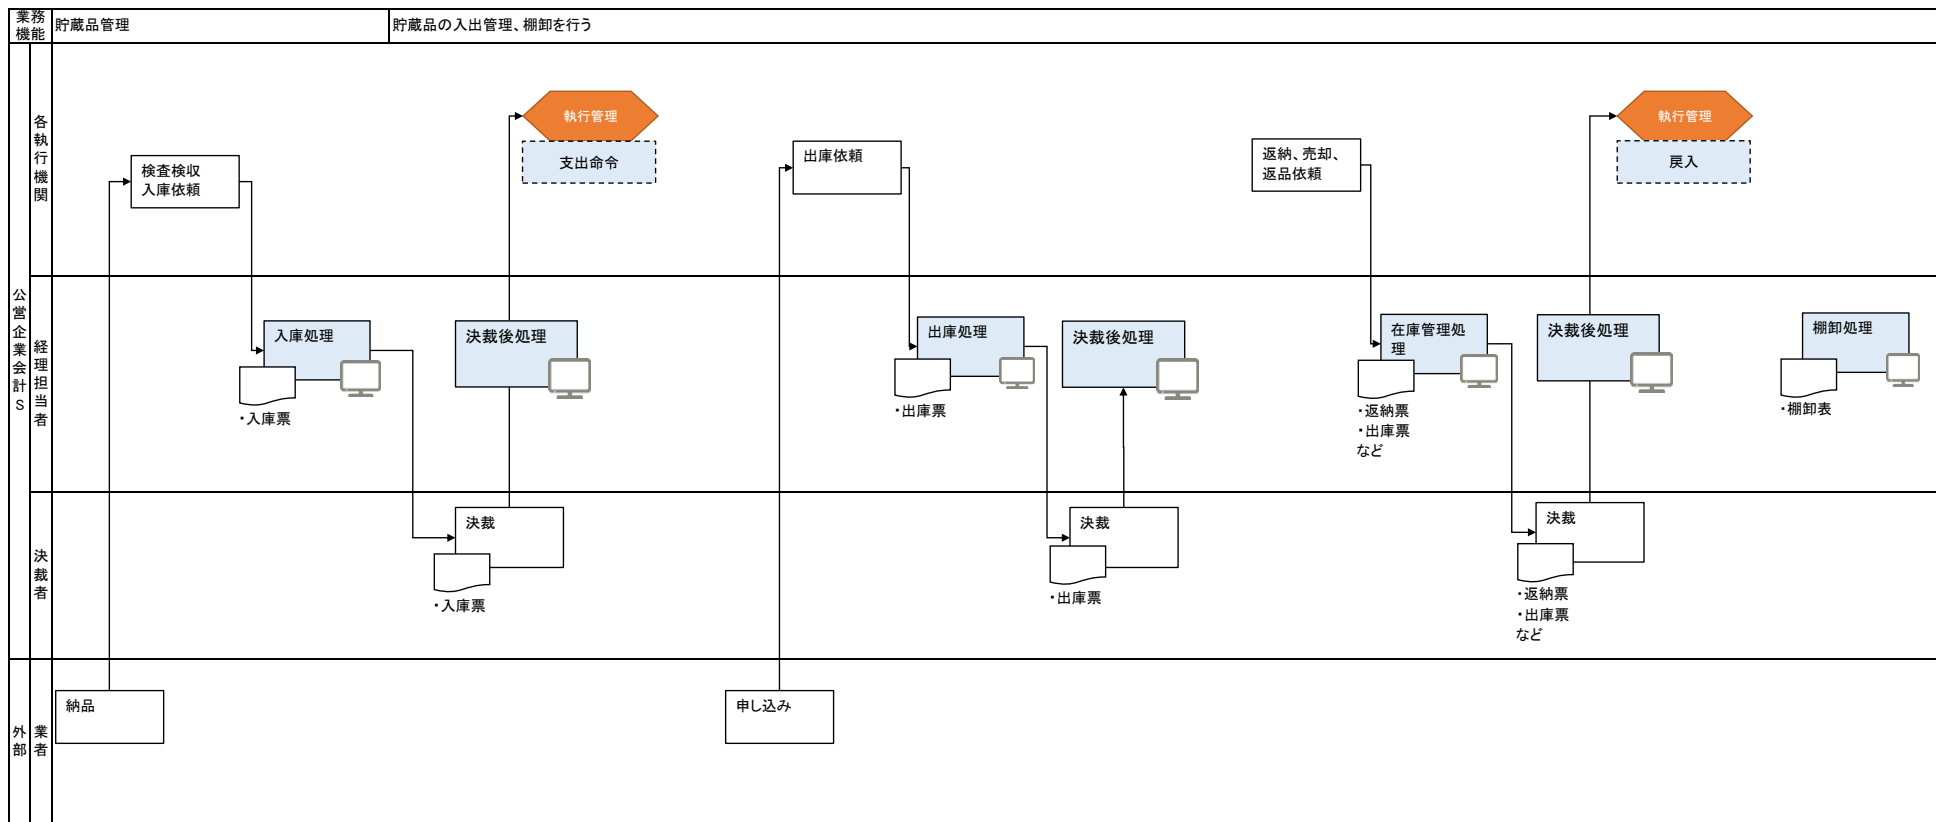 業務
機能
貯蔵品管理
貯蔵品の入出管理、棚卸を行う
公営企業会計S
各執行機関
執行管理
支出命令
検査検収
入庫依頼
出庫依頼
返納、売却、
返品依頼
執行管理
戻入
経理担当者
入庫処理
・入庫票
決裁後処理
出庫処理
・出庫票
決裁後処理
在庫管理処
理
・返納票
・出庫票
など
決裁後処理
棚卸処理
・棚卸表
決裁者
決裁
・入庫票
決裁
・出庫票
決裁
・返納票
・出庫票
など
外部
業者
納品
申し込み